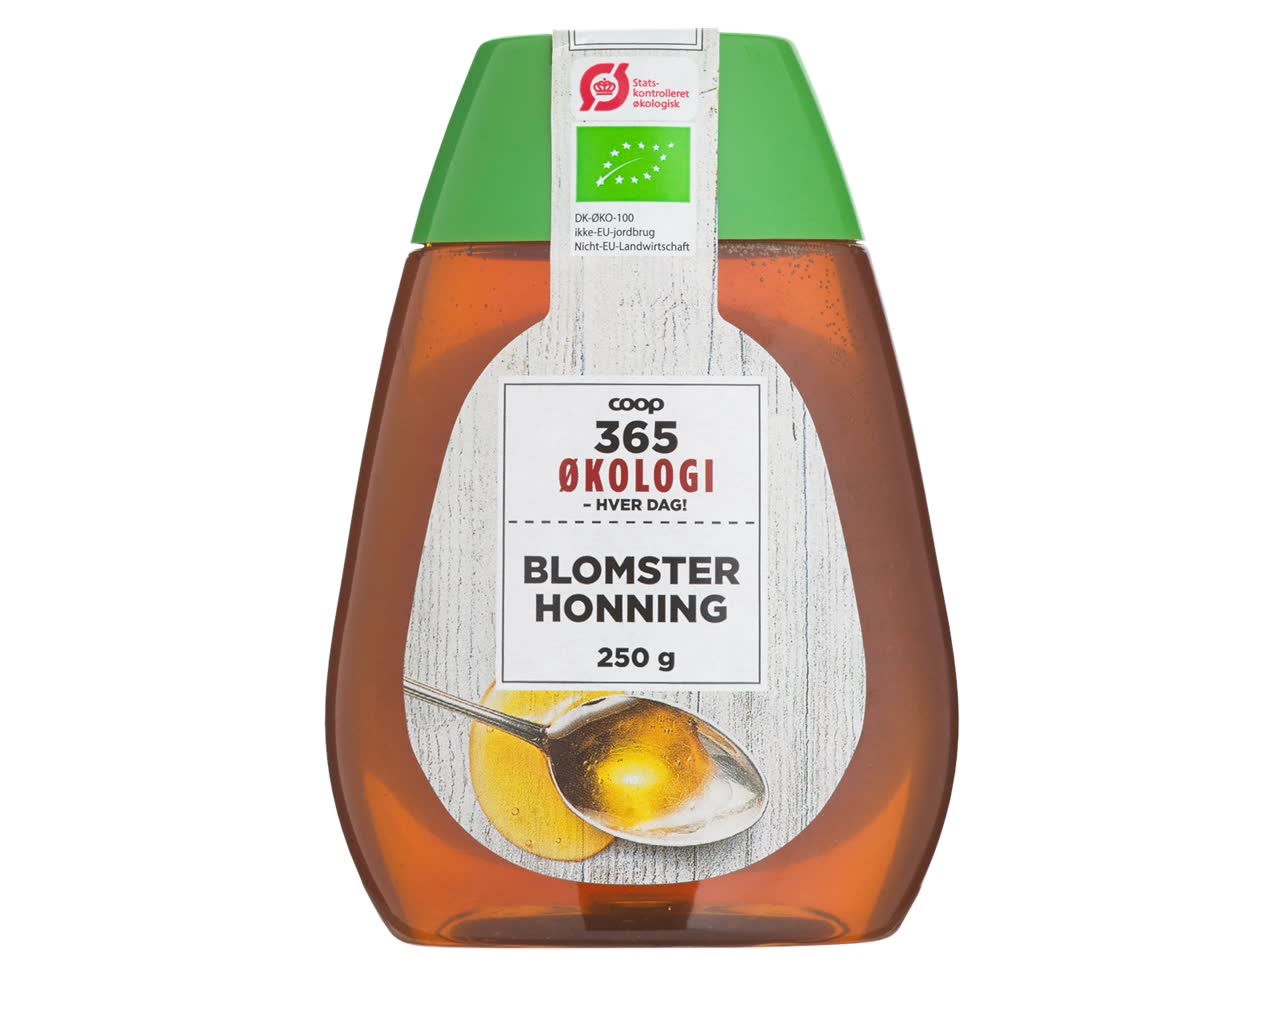 Stats-
kontrolleret
økologisk
DK-ØKO-100
ikke-EU-jordbrug
Nicht-EU-Landwirtschaft
coop
365
ØKOLOGI
– HVER DAG!
BLOMSTER
HONNING
250 g